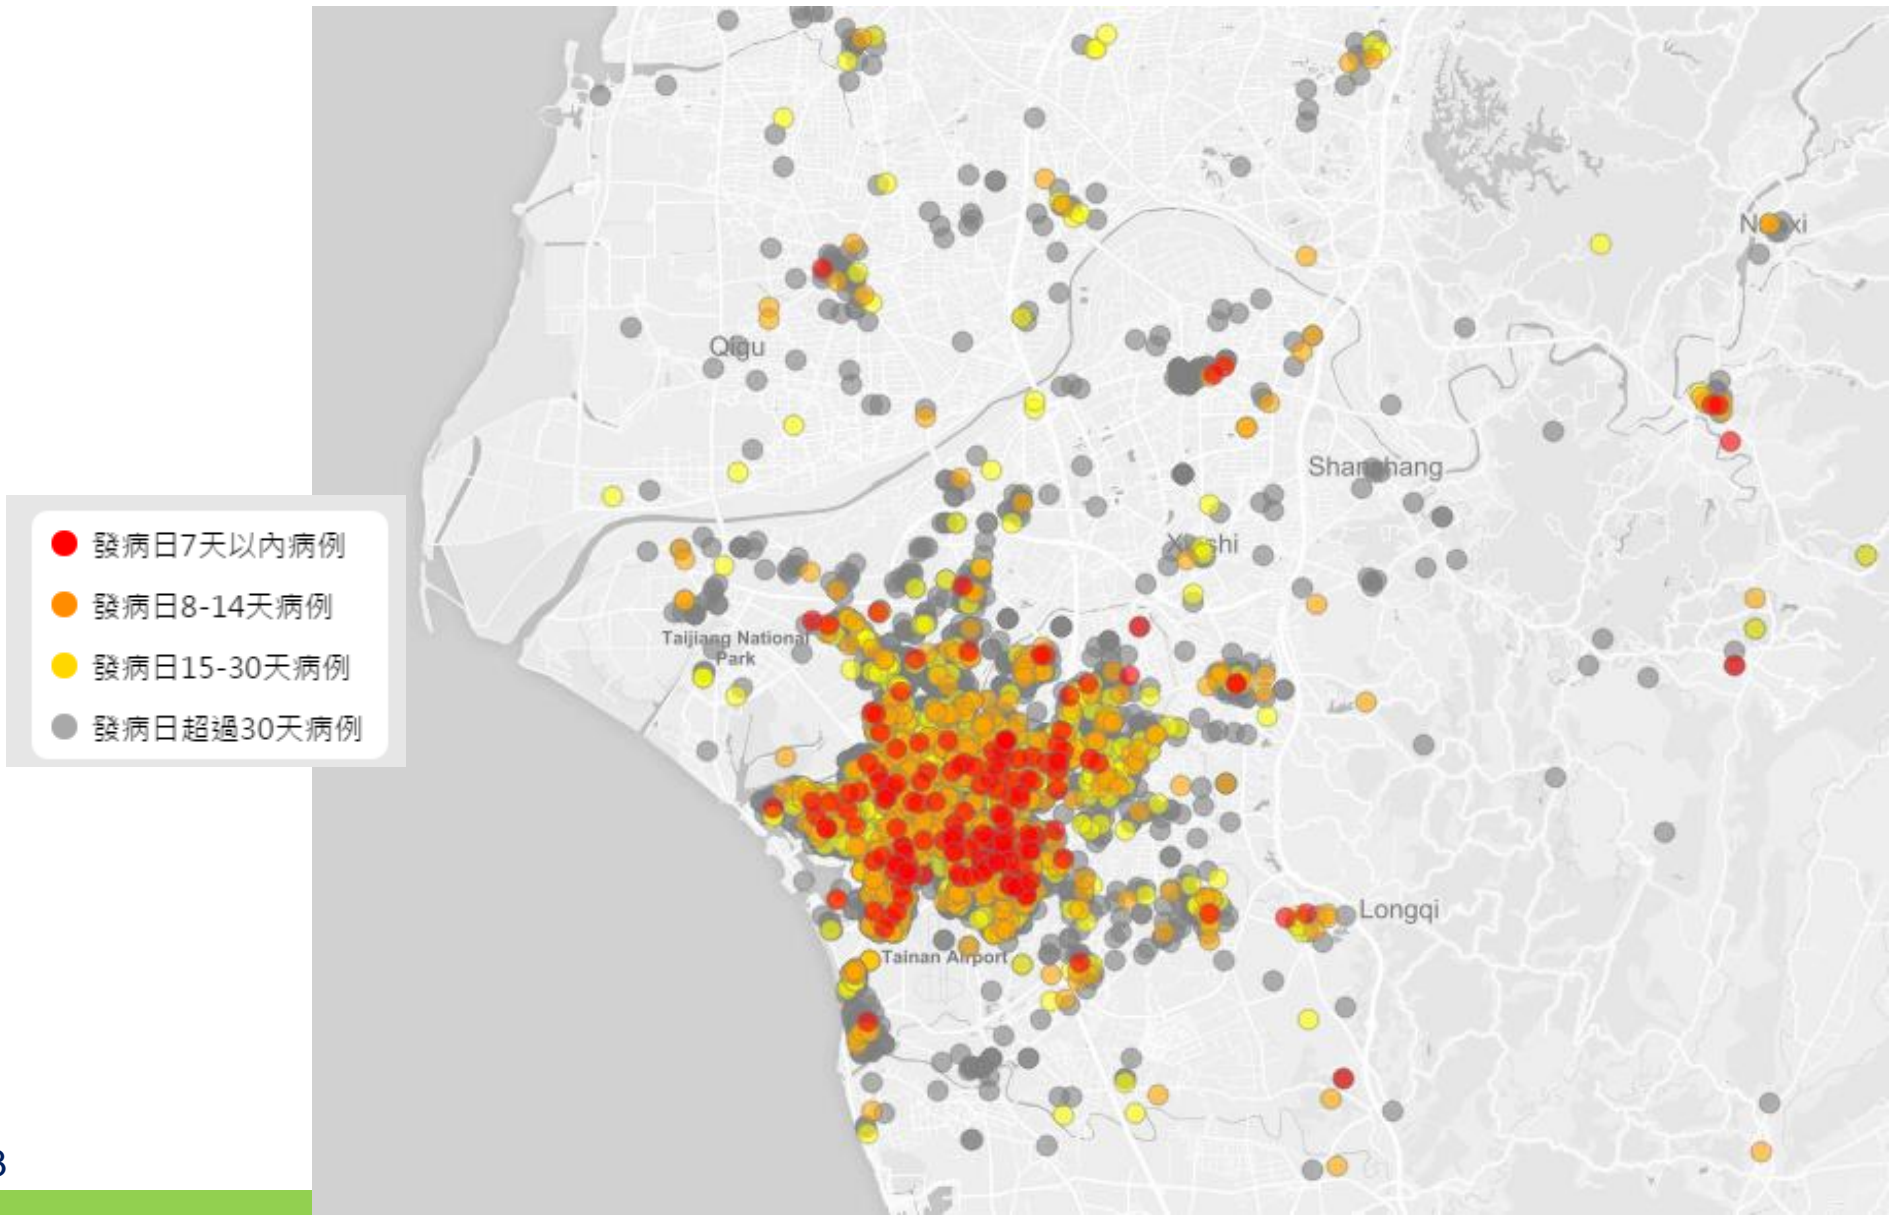 Qigu
Shanshang
發病日7天以內病例
發病日8-14天病例
發病日15-30天病例
發病日超過30天病例
Taijiang National
Park
Longqi
Tainan Airport